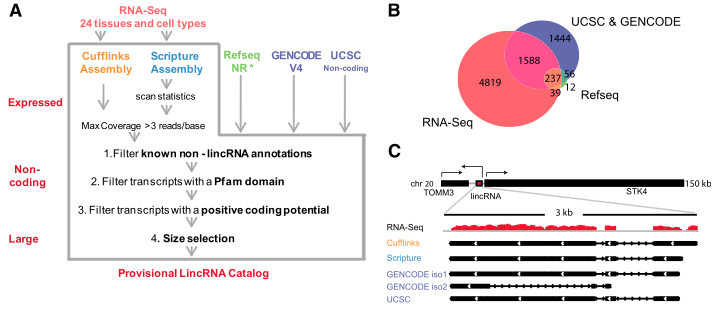 A
RNA-Seq
24 tissues and cell types
Cufflinks
Assembly
Scripture
Assembly
Refseq
NR *
GENCODE
V4
UCSC
Non-coding
scan statistics
Expressed
Max Coverage >3 reads/base
1.Filter known non - lincRNA annotations
Non-
coding
2. Filter transcripts with a Pfam domain
3. Filter transcripts with a positive coding potential
Large
4. Size selection
Provisional LincRNA Catalog
B
UCSC & GENCODE
1444
1588
4819
237
56
12
39
Refseq
RNA-Seq
C
chr 20
150 kb
TOMM3
lincRNA
STK4
3 kb
RNA-Seq
Cufflinks
Scripture
GENCODE iso1
GENCODE iso2
UCSC